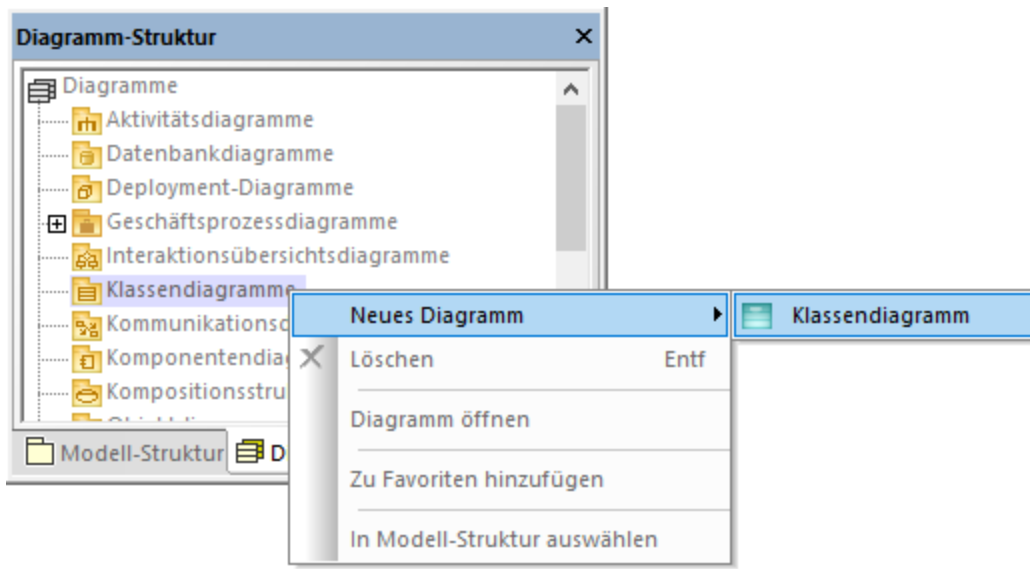 Diagramm-Struktur
Diagramme
Aktivitätsdiagramme
Datenbankdiagramme
Deployment-Diagramme
Geschäftsprozessdiagramme
Interaktionsübersichtsdiagramme
Klassendiagramme
Neues Diagramm
Klassendiagramm
Löschen Entf
Diagramm öffnen
Zu Favoriten hinzufügen
In Modell-Struktur auswählen
Modell-Struktur